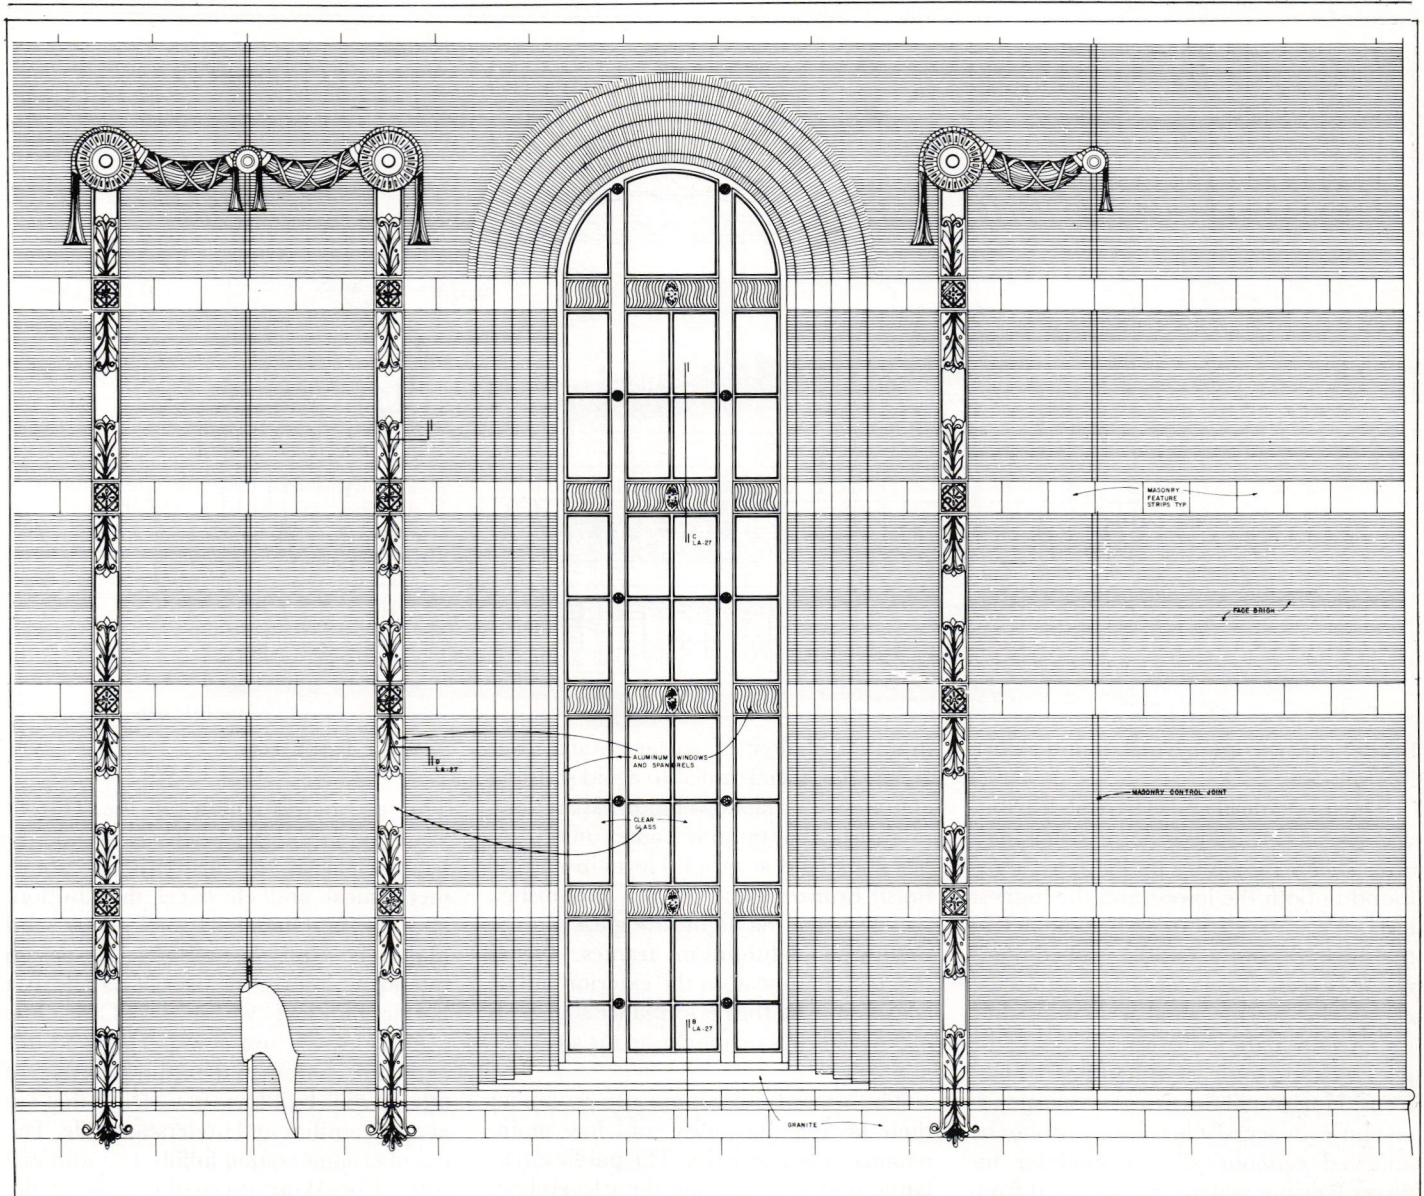 MASONRY
FEATURE
STRIPS TYP
C
LA-27
FACE BRICK
ALUMINUM WINDOWS
AND SPANDRELS
D
LA-27
MASONRY CONTROL JOINT
CLEAR
GLASS
B
LA-27
GRANITE